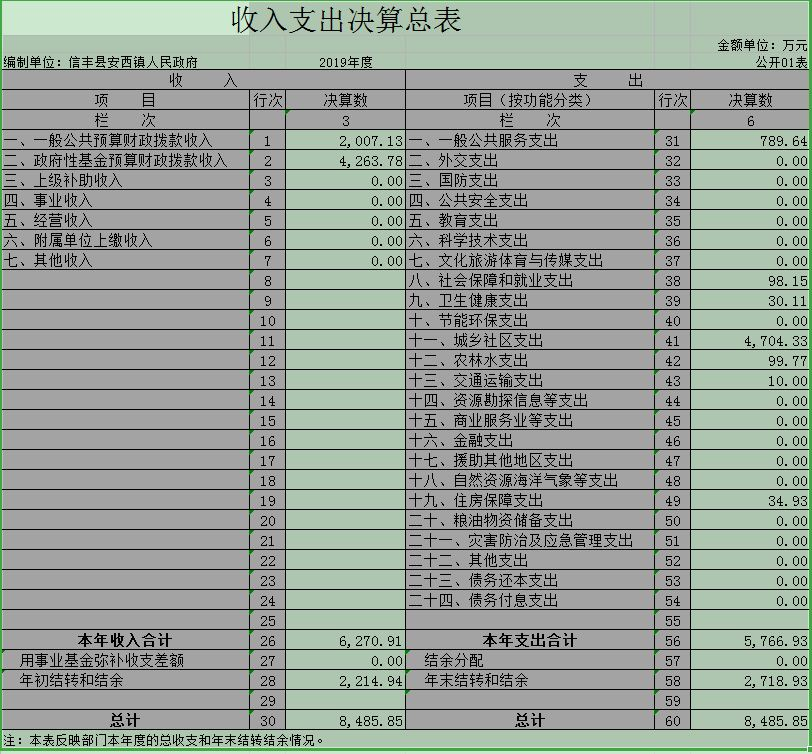 收入支出决算总表
金额单位：万元
编制单位：信丰县安西镇人民政府 2019年度 公开01表
收 入 支 出
项 目 行次 决算数 项目（按功能分类） 行次 决算数
栏 次 3 栏 次 6
一、一般公共预算财政拨款收入 1 2,007.13 一、一般公共服务支出 31 789.64
二、政府性基金预算财政拨款收入 2 4,263.78 二、外交支出 32 0.00
三、上级补助收入 3 0.00 三、国防支出 33 0.00
四、事业收入 4 0.00 四、公共安全支出 34 0.00
五、经营收入 5 0.00 五、教育支出 35 0.00
六、附属单位上缴收入 6 0.00 六、科学技术支出 36 0.00
七、其他收入 7 0.00 七、文化旅游体育与传媒支出 37 0.00
8 八、社会保障和就业支出 38 98.15
9 九、卫生健康支出 39 30.11
10 十、节能环保支出 40 0.00
11 十一、城乡社区支出 41 4,704.33
12 十二、农林水支出 42 99.77
13 十三、交通运输支出 43 10.00
14 十四、资源勘探信息等支出 44 0.00
15 十五、商业服务业等支出 45 0.00
16 十六、金融支出 46 0.00
17 十七、援助其他地区支出 47 0.00
18 十八、自然资源海洋气象等支出 48 0.00
19 十九、住房保障支出 49 34.93
20 二十、粮油物资储备支出 50 0.00
21 二十一、灾害防治及应急管理支出 51 0.00
22 二十二、其他支出 52 0.00
23 二十三、债务还本支出 53 0.00
24 二十四、债务付息支出 54 0.00
25 55
本年收入合计 26 6,270.91 本年支出合计 56 5,766.93
用事业基金弥补收支差额 27 0.00 结余分配 57 0.00
年初结转和结余 28 2,214.94 年末结转和结余 58 2,718.93
29 59
总计 30 8,485.85 总计 60 8,485.85
注：本表反映部门本年度的总收支和年末结转结余情况。